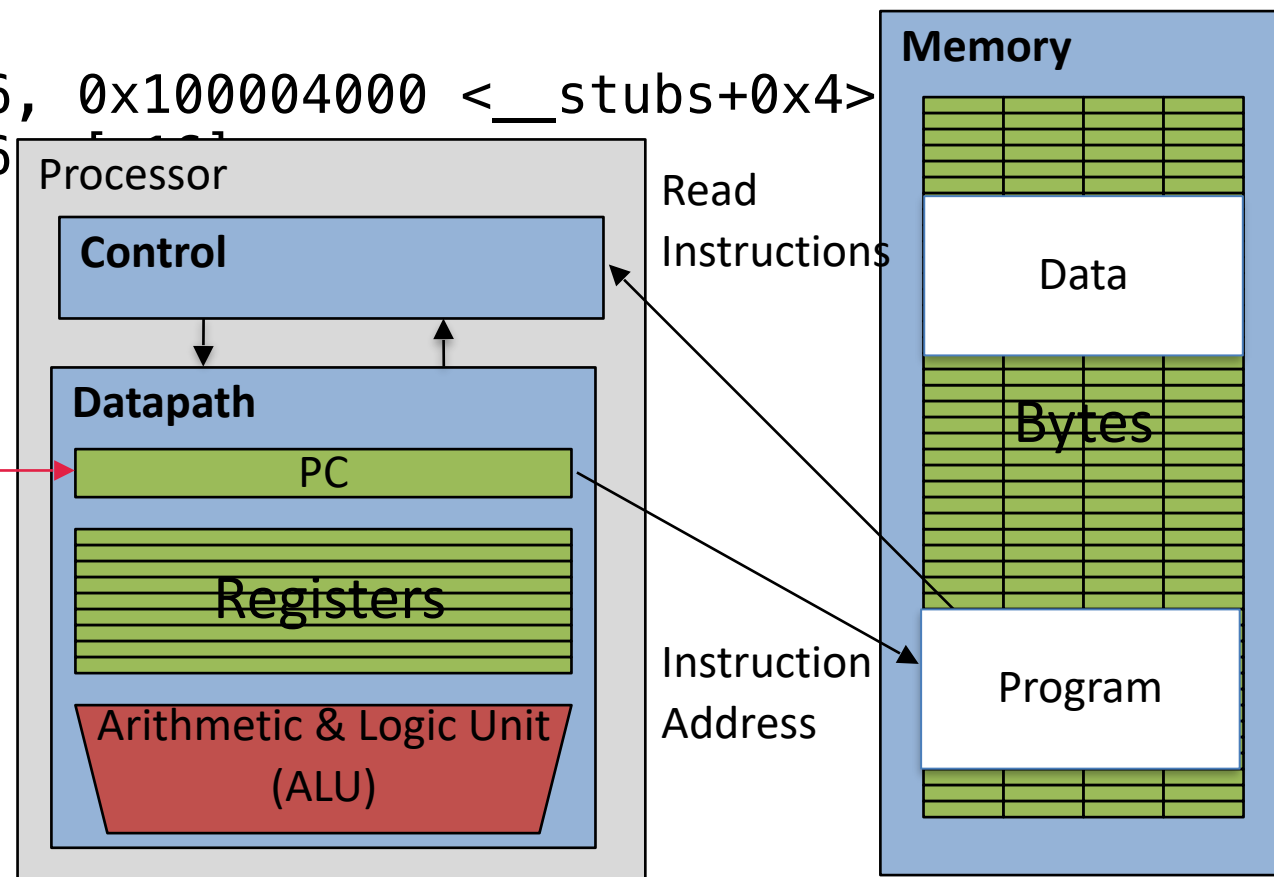 6, 0x100004000 <__stubs+0x4>
6
Memory
Processor
Read
Instructions
Control
Data
Datapath
Bytes
PC
Registers
Instruction
Address
Program
Arithmetic & Logic Unit
(ALU)